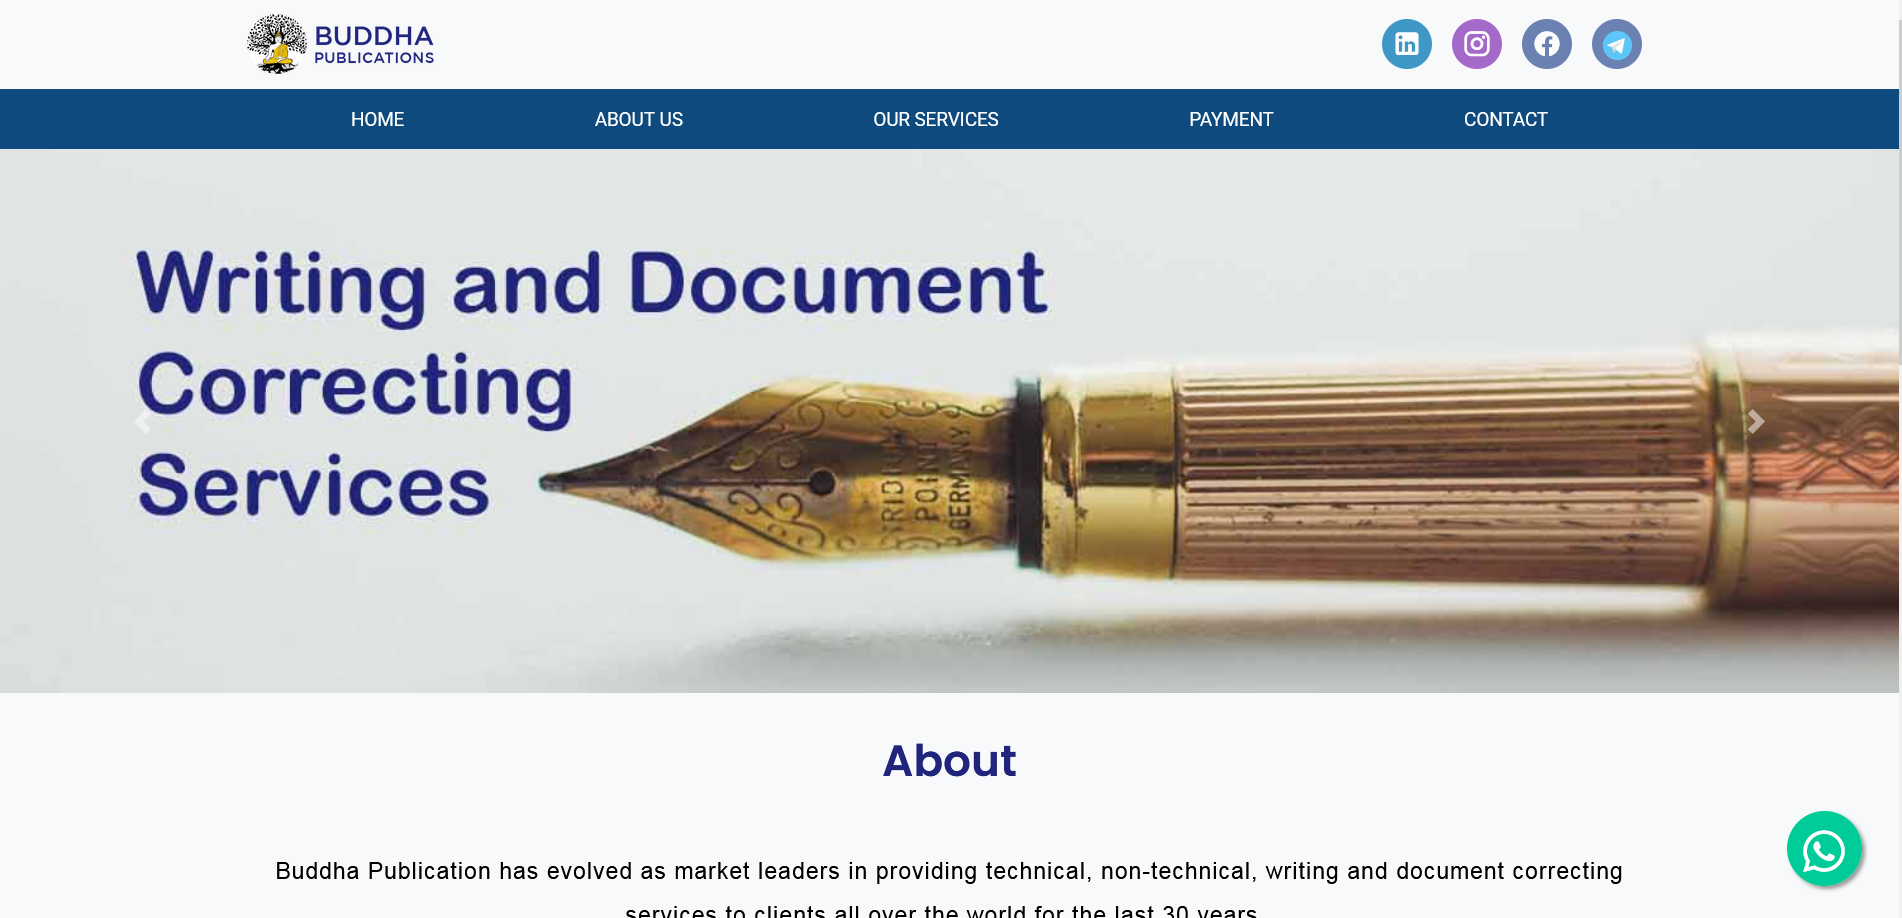 BUDDHA
PUBLICATIONS
HOME
ABOUT US
OUR SERVICES
PAYMENT
CONTACT
Writing and Document
Correcting
Services
POINT
GERMANY
About
Buddha Publication has evolved as market leaders in providing technical, non-technical, writing and document correcting
services to clients all over the world for the last 30 years.